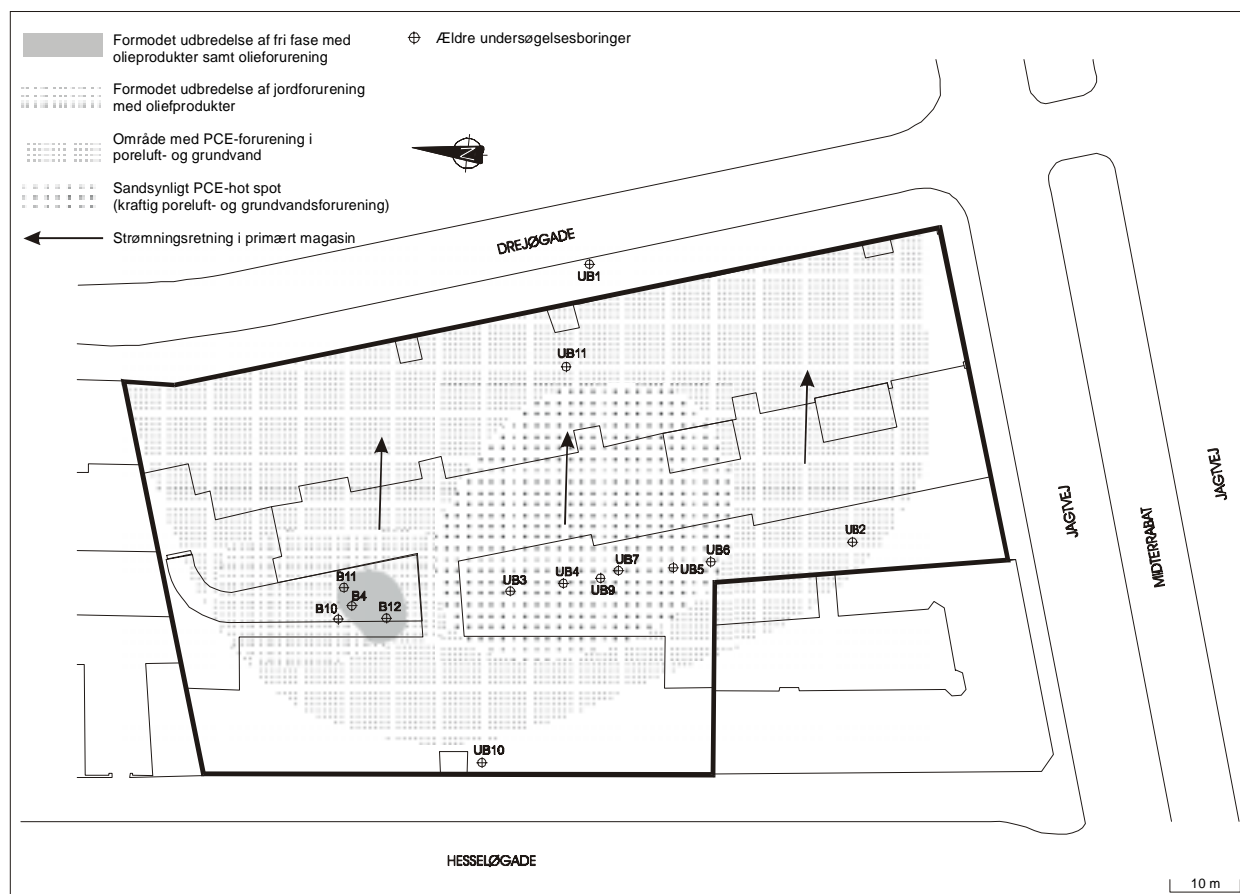 Formodet udbredelse af fri fase med
olieprodukter samt olieforurening
Ældre undersøgelsesboringer
Formodet udbredelse af jordforurening
med oliefprodukter
Område med PCE-forurening i
poreluft- og grundvand
N
Sandsynligt PCE-hot spot
(kraftig poreluft- og grundvandsforurening)
Strømningsretning i primært magasin
DREJØGADE
UB1
UB11
JAGTVEJ
JAGTVEJ
MIDTERRABAT
UB2
UB6
UB7
UB5
UB4
UB9
UB3
B11
B4
B10
B12
UB10
HESSELØGADE
10 m